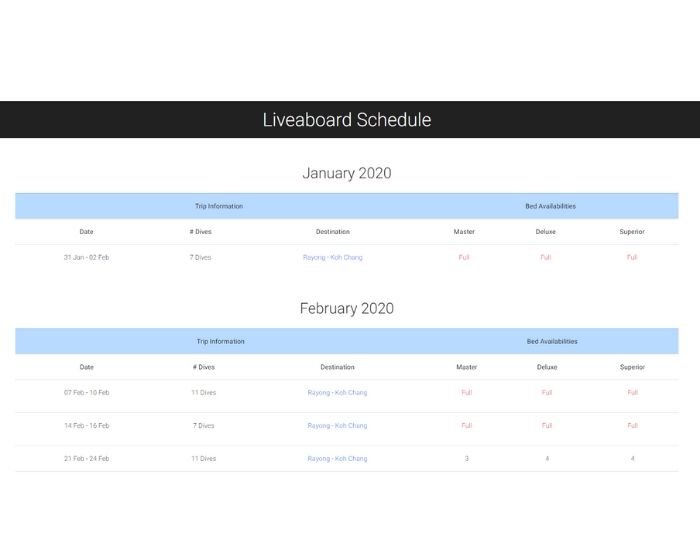 Liveaboard Schedule
January 2020
Trip Information Bed Availabilities
Date # Dives Destination Master Deluxe Superior
31 Jan - 02 Feb 7 Dives Rayong - Koh Chang Full Full Full
February 2020
Trip Information Bed Availabilities
Date # Dives Destination Master Deluxe Superior
07 Feb - 10 Feb 11 Dives Rayong - Koh Chang Full Full Full
14 Feb - 16 Feb 7 Dives Rayong - Koh Chang Full Full Full
21 Feb - 24 Feb 11 Dives Rayong - Koh Chang 3 4 4